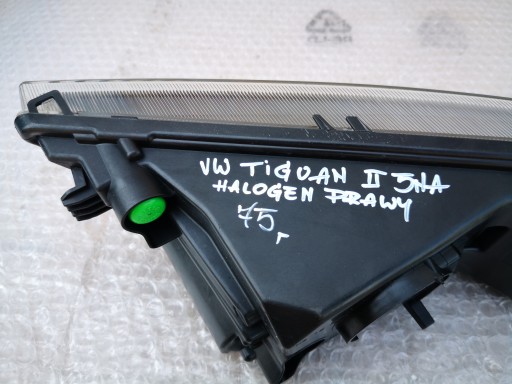 VW TIGUAN II 5NA
HALOGEN PRAWY
75
T